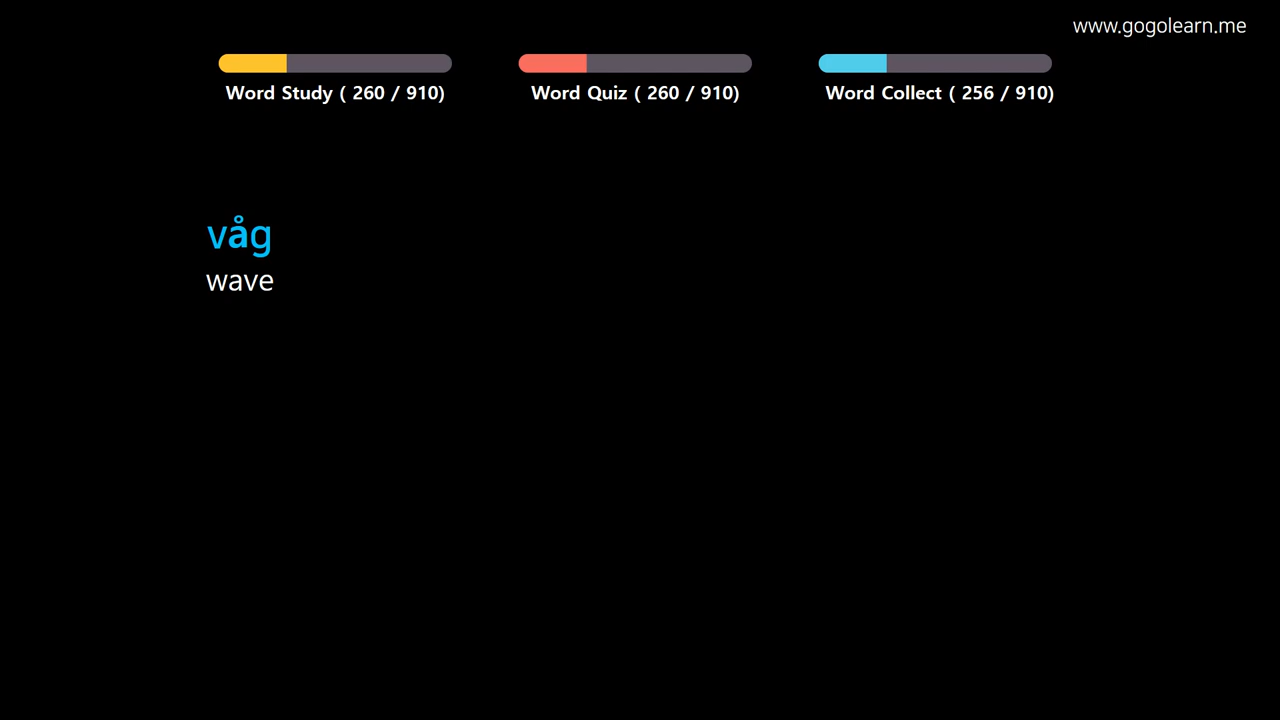 www.gogolearn.me
Word Study ( 260 / 910)
Word Quiz ( 260 / 910)
Word Collect ( 256 / 910)
våg
wave